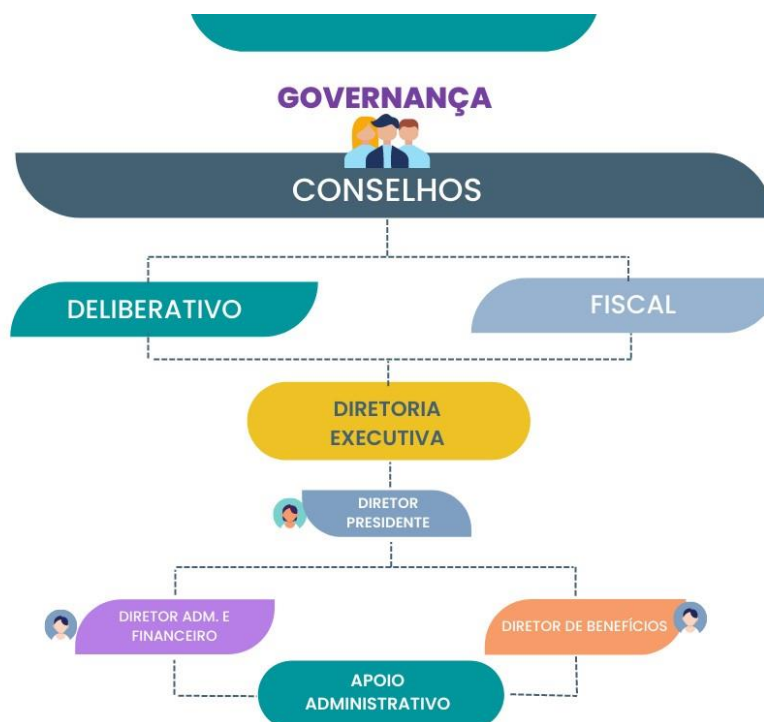 GOVERNANÇA
CONSELHOS
DELIBERATIVO
FISCAL
DIRETORIA
EXECUTIVA
DIRETOR
PRESIDENTE
DIRETOR ADM. E
FINANCEIRO
DIRETOR DE BENEFÍCIOS
APOIO
ADMINISTRATIVO